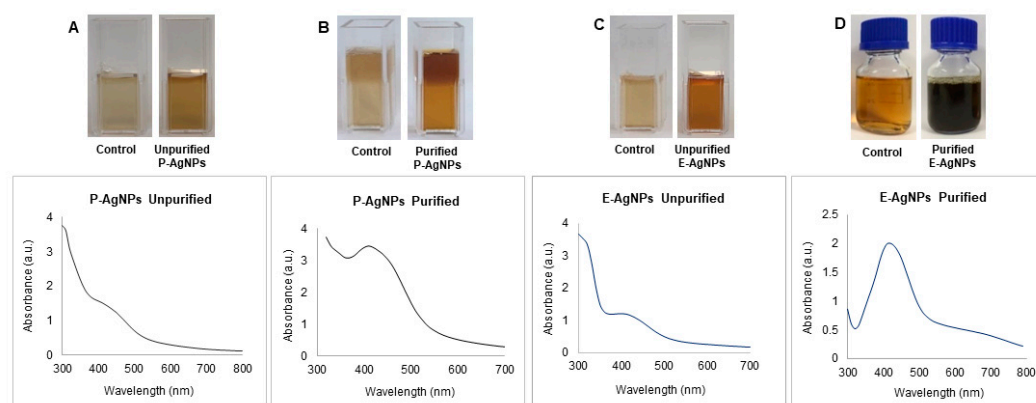 A
Control
Unpurified
P-AgNPs
B
Control
Purified
P-AgNPs
C
Control
Unpurified
E-AgNPs
D
Control
Purified
E-AgNPs
P-AgNPs Unpurified
Absorbance (a.u.)
4
3
2
1
0
300 400 500 600 700 800
Wavelength (nm)
P-AgNPs Purified
Absorbance (a.u.)
4
3
2
1
0
300 400 500 600 700
Wavelength (nm)
E-AgNPs Unpurified
Absorbance (a.u.)
4
3
2
1
0
300 400 500 600 700 800
Wavelength (nm)
E-AgNPs Purified
Absorbance (a.u.)
2.5
2
1.5
1
0.5
0
300 400 500 600 700 800
Wavelength (nm)